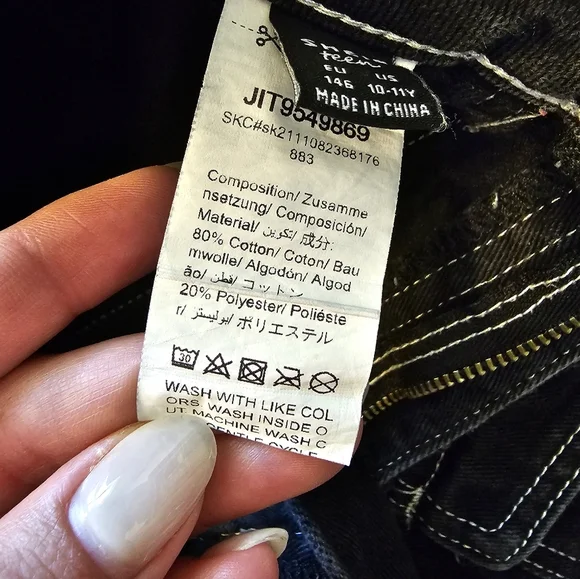 SHEIN
teen
EU US
146 10-11Y
MADE IN CHINA
JIT9549869
SKC#sk2111082368176
883
Composition/ Zusamme
nsetzung/ Composición/
Material/ تكوين/ 成分:
80% Cotton/ Coton/ Bau
mwolle/ Algodón/ Algod
ão/ قطن/ コットン
20% Polyester/ Polieste
r/ بوليستر/ ポリエステル
30
WASH WITH LIKE COL
ORS, WASH INSIDE O
UT MACHINE WASH C
GENTLE CYCLE